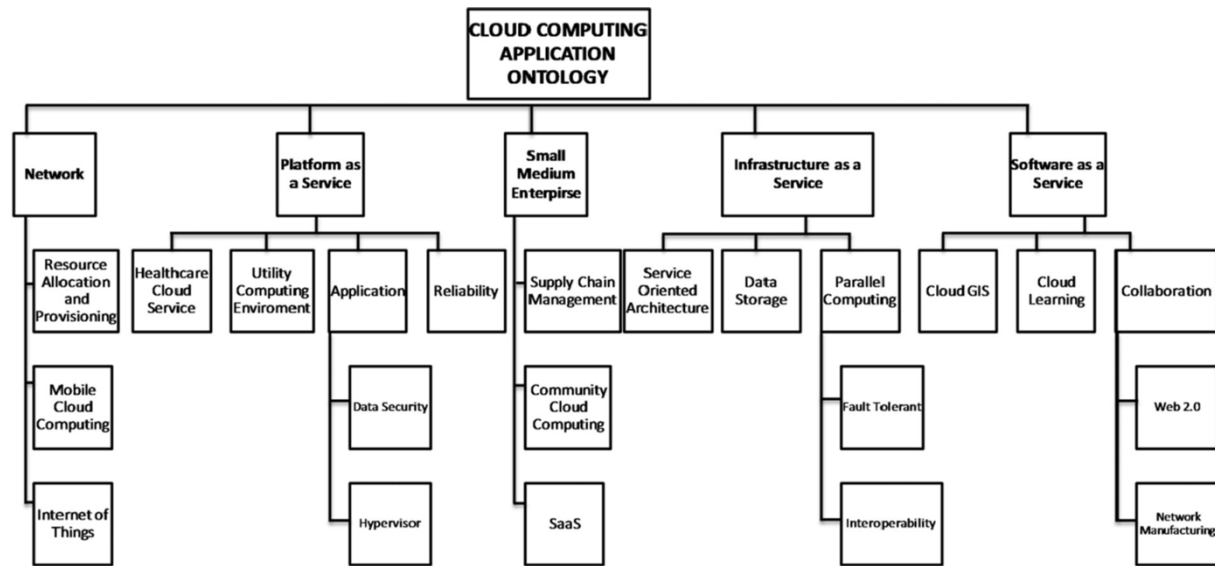 CLOUD COMPUTING
APPLICATION
ONTOLOGY
Network
Platform as
a Service
Small
Medium
Enterpirse
Infrastructure as a
Service
Software as a
Service
Resource
Allocation
and
Provisioning
Healthcare
Cloud
Service
Utility
Computing
Enviroment
Application
Reliability
Supply Chain
Management
Service
Oriented
Architecture
Data
Storage
Parallel
Computing
Cloud GIS
Cloud
Learning
Collaboration
Mobile
Cloud
Computing
Data Security
Community
Cloud
Computing
Fault Tolerant
Web 2.0
Internet of
Things
Hypervisor
SaaS
Interoperability
Network
Manufacturing